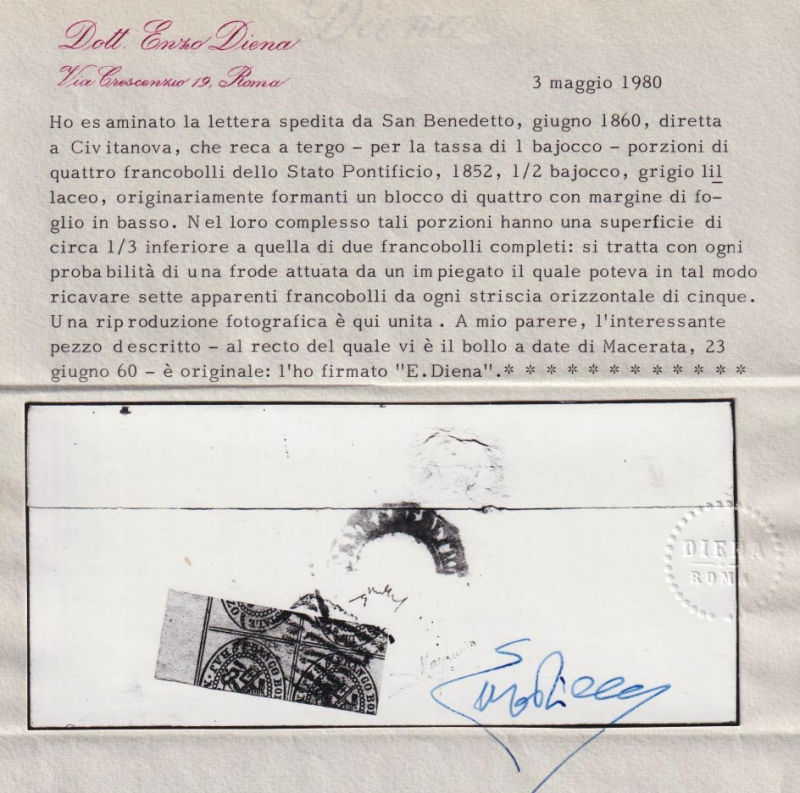 Dott. Enzo Diena
Via Crescenzio 19, Roma
3 maggio 1980
Ho esaminato la lettera spedita da San Benedetto, giugno 1860, diretta
a Civitanova, che reca a tergo - per la tassa di 1 bajocco - porzioni di
quattro francobolli dello Stato Pontificio, 1852, 1/2 bajocco, grigio lil
laceo, originariamente formanti un blocco di quattro con margine di fo-
glio in basso. Nel loro complesso tali porzioni hanno una superficie di
circa 1/3 inferiore a quella di due francobolli completi: si tratta con ogni
probabilità di una frode attuata da un impiegato il quale poteva in tal modo
ricavare sette apparenti francobolli da ogni striscia orizzontale di cinque.
Una riproduzione fotografica è qui unita. A mio parere, l'interessante
pezzo descritto - al recto del quale vi è il bollo a date di Macerata, 23
giugno 60 - è originale: l'ho firmato "E.Diena".* * * * * * * * * * * *
DIENA
ROMA